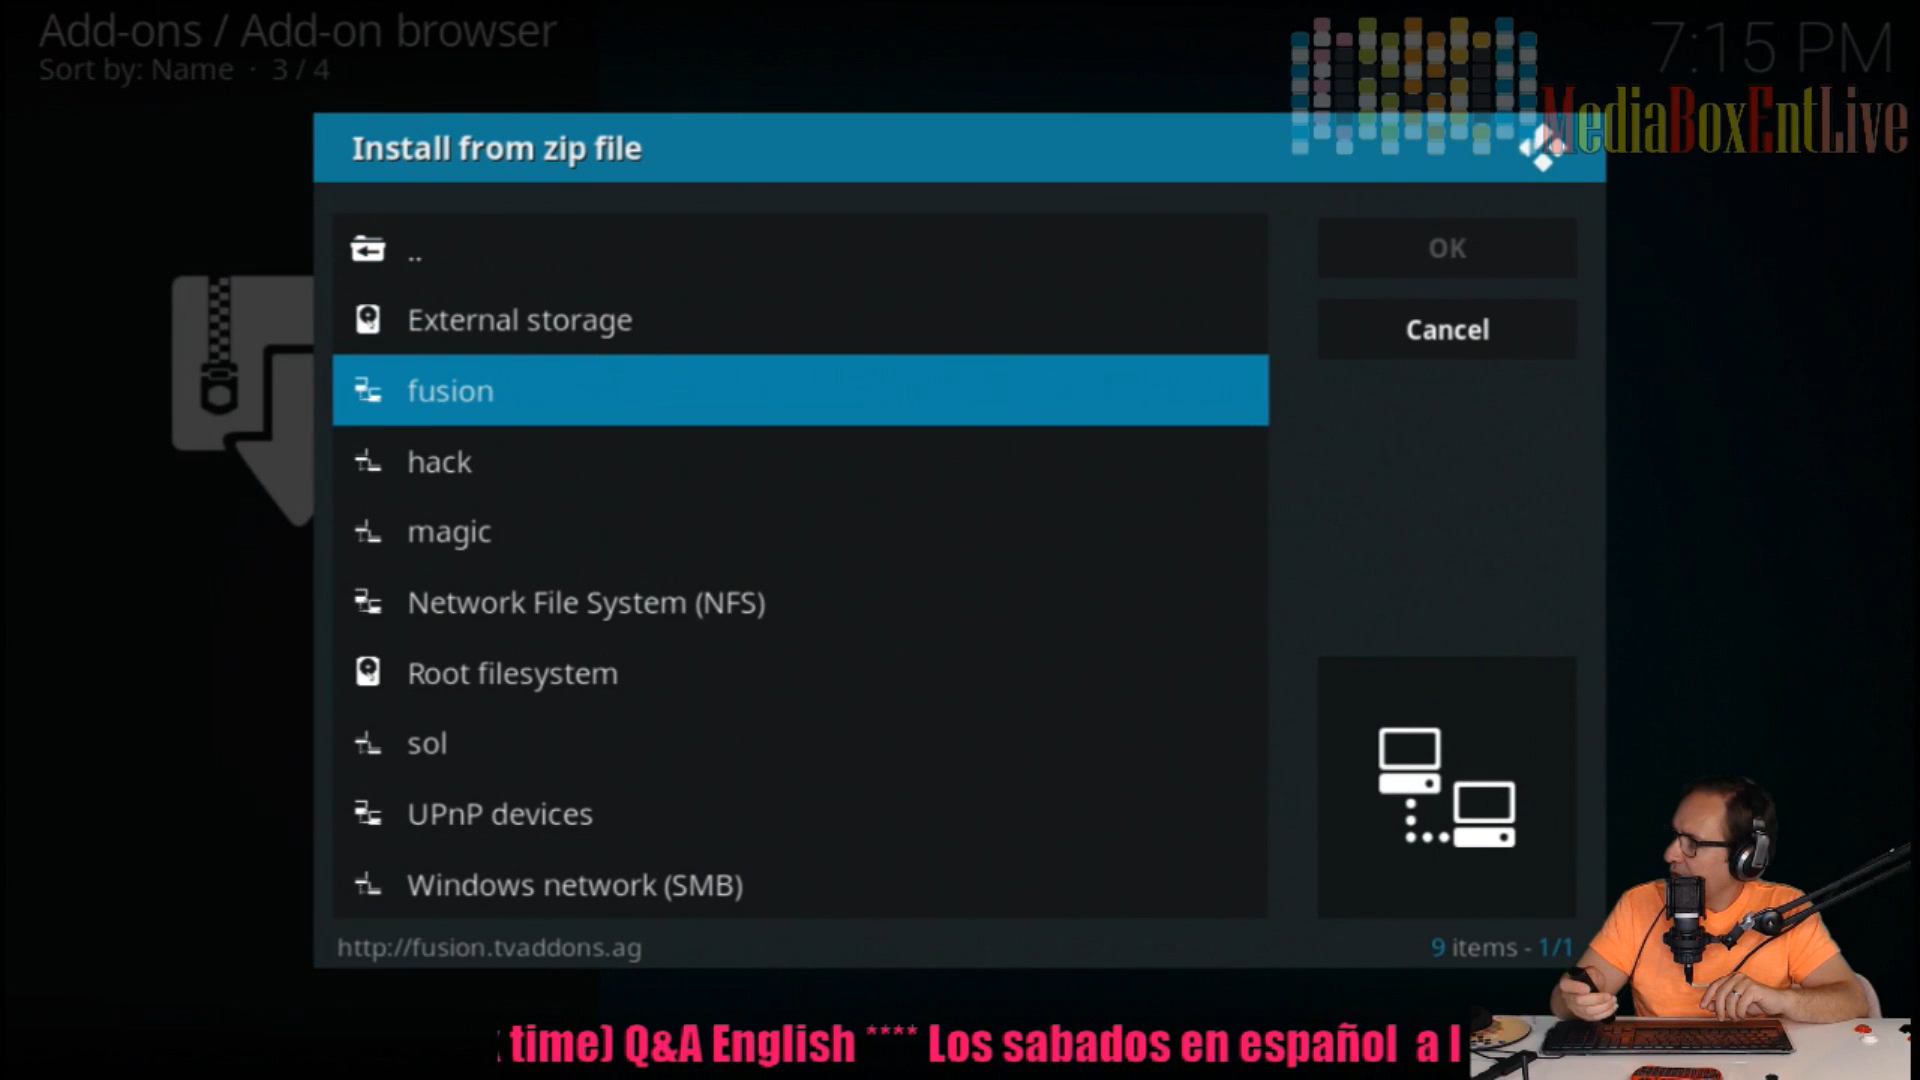 Add-ons / Add-on browser
Sort by: Name · 3 / 4
7:15 PM
MediaBoxEntLive
Install from zip file
..
External storage
fusion
hack
magic
Network File System (NFS)
Root filesystem
sol
UPnP devices
Windows network (SMB)
OK
Cancel
http://fusion.tvaddons.ag
9 items - 1/1
time) Q&A English **** Los sabados en español a l